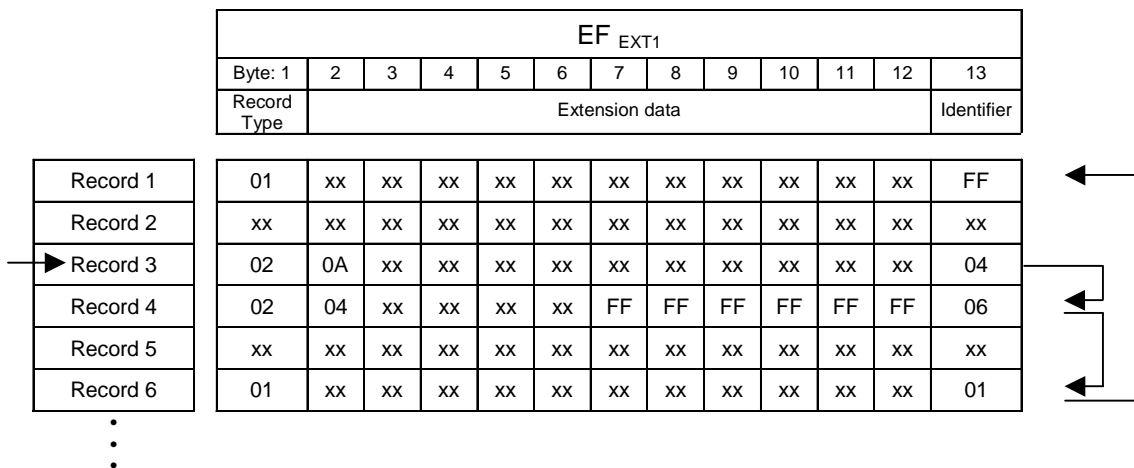 EF EXT1
Byte: 1 2 3 4 5 6 7 8 9 10 11 12 13
Record Type Extension data Identifier
Record 1 01 xx xx xx xx xx xx xx xx xx xx xx FF
Record 2 xx xx xx xx xx xx xx xx xx xx xx xx xx
Record 3 02 0A xx xx xx xx xx xx xx xx xx xx 04
Record 4 02 04 xx xx xx xx FF FF FF FF FF FF 06
Record 5 xx xx xx xx xx xx xx xx xx xx xx xx xx
Record 6 01 xx xx xx xx xx xx xx xx xx xx xx 01